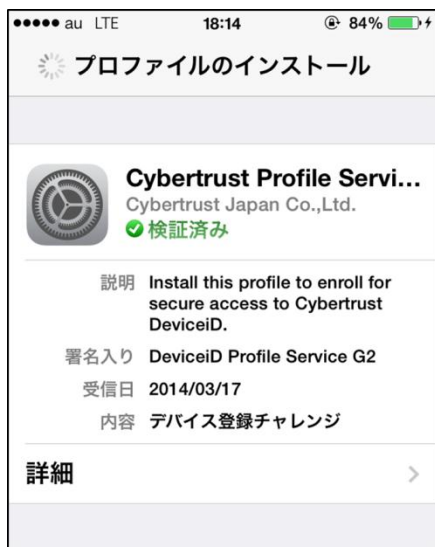 au LTE 18:14 84%
プロファイルのインストール
Cybertrust Profile Servi...
Cybertrust Japan Co.,Ltd.
検証済み
説明 Install this profile to enroll for
secure access to Cybertrust
DeviceiD.
署名入り DeviceiD Profile Service G2
受信日 2014/03/17
内容 デバイス登録チャレンジ
詳細